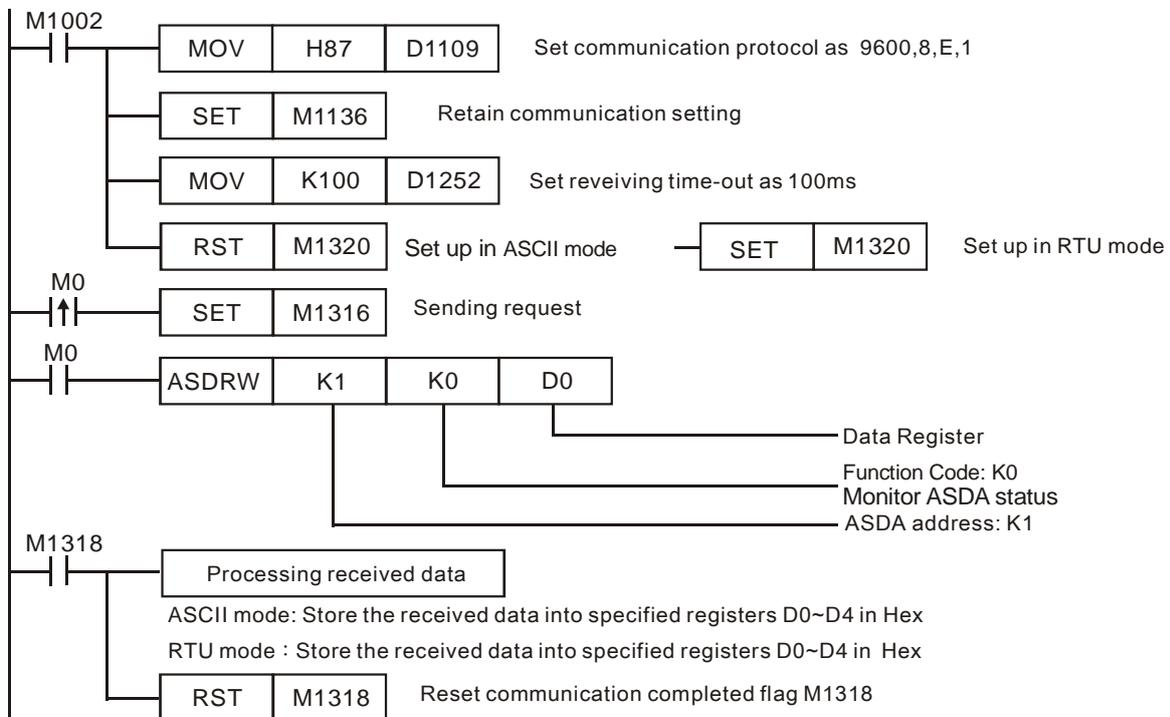 M1002
MOV H87 D1109 Set communication protocol as 9600,8,E,1
SET M1136 Retain communication setting
MOV K100 D1252 Set reveiving time-out as 100ms
RST M1320 Set up in ASCII mode SET M1320 Set up in RTU mode
M0
SET M1316 Sending request
M0
ASDRW K1 K0 D0
Data Register
Function Code: K0
Monitor ASDA status
ASDA address: K1
M1318
Processing received data
ASCII mode: Store the received data into specified registers D0~D4 in Hex
RTU mode：Store the received data into specified registers D0~D4 in Hex
RST M1318 Reset communication completed flag M1318